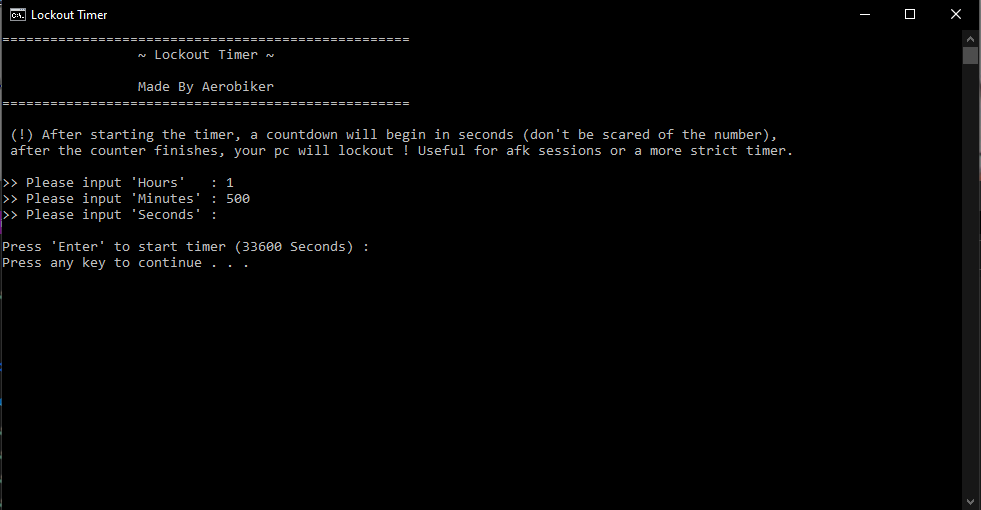 Lockout Timer
===================================================
~ Lockout Timer ~
Made By Aerobiker
===================================================
(!) After starting the timer, a countdown will begin in seconds (don't be scared of the number),
after the counter finishes, your pc will lockout ! Useful for afk sessions or a more strict timer.
>> Please input 'Hours'   : 1
>> Please input 'Minutes' : 500
>> Please input 'Seconds' :
Press 'Enter' to start timer (33600 Seconds) :
Press any key to continue . . .